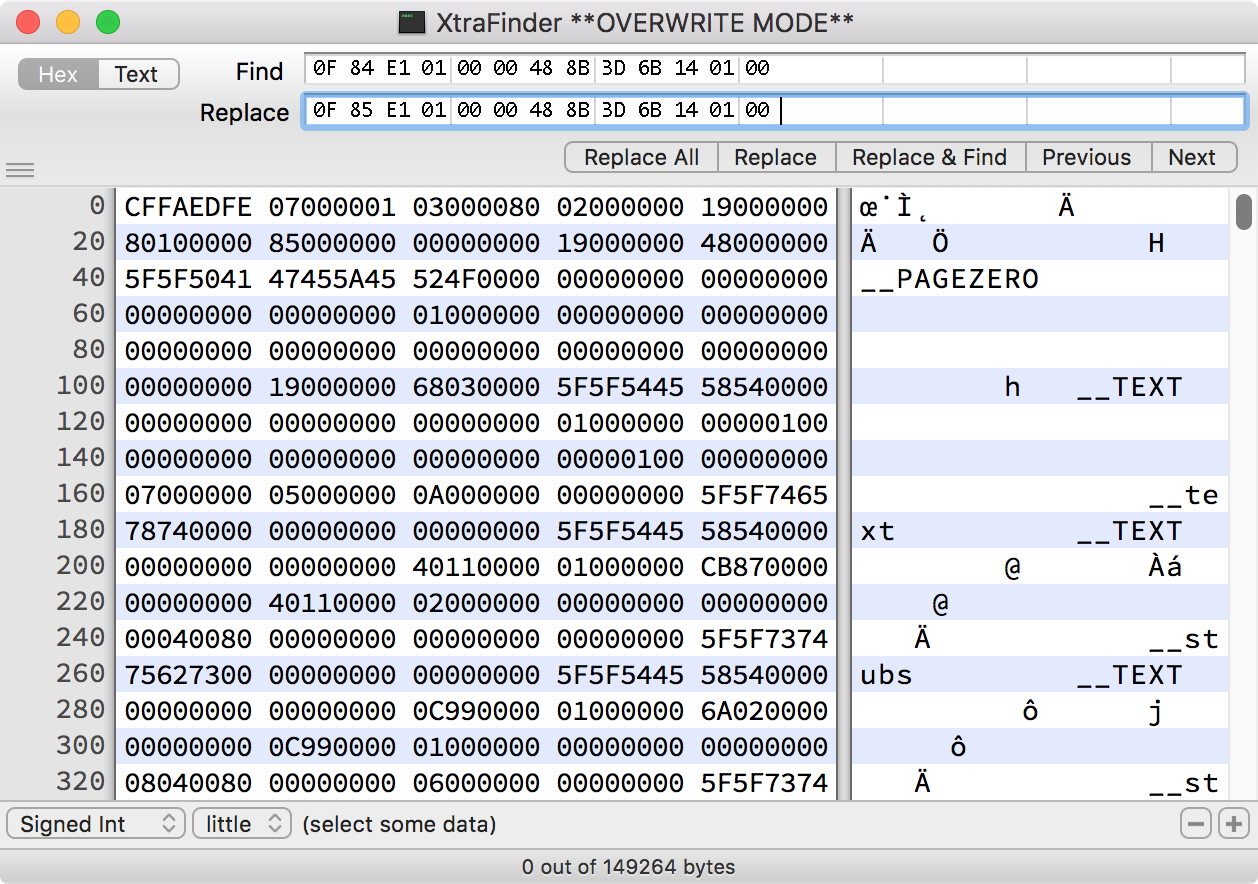 XtraFinder **OVERWRITE MODE**
Hex Text Find 0F 84 E1 01 00 00 48 8B 3D 6B 14 01 00
Replace 0F 85 E1 01 00 00 48 8B 3D 6B 14 01 00
Replace All Replace Replace & Find Previous Next
0 CFFAEDFE 07000001 03000080 02000000 19000000 œ˙Ì˛ Ä
20 80100000 85000000 00000000 19000000 48000000 Ä Ö H
40 5F5F5041 47455A45 524F0000 00000000 00000000 __PAGEZERO
60 00000000 00000000 01000000 00000000 00000000
80 00000000 00000000 00000000 00000000 00000000
100 00000000 19000000 68030000 5F5F5445 58540000 h __TEXT
120 00000000 00000000 00000000 01000000 00000100
140 00000000 00000000 00000000 00000100 00000000
160 07000000 05000000 0A000000 00000000 5F5F7465 __te
180 78740000 00000000 00000000 5F5F5445 58540000 xt __TEXT
200 00000000 00000000 40110000 01000000 CB870000 @ Àá
220 00000000 40110000 02000000 00000000 00000000 @
240 00040080 00000000 00000000 00000000 5F5F7374 Ä __st
260 75627300 00000000 00000000 5F5F5445 58540000 ubs __TEXT
280 00000000 00000000 0C990000 01000000 6A020000 ô j
300 00000000 0C990000 01000000 00000000 00000000 ô
320 08040080 00000000 06000000 00000000 5F5F7374 Ä __st
Signed Int little (select some data)
0 out of 149264 bytes